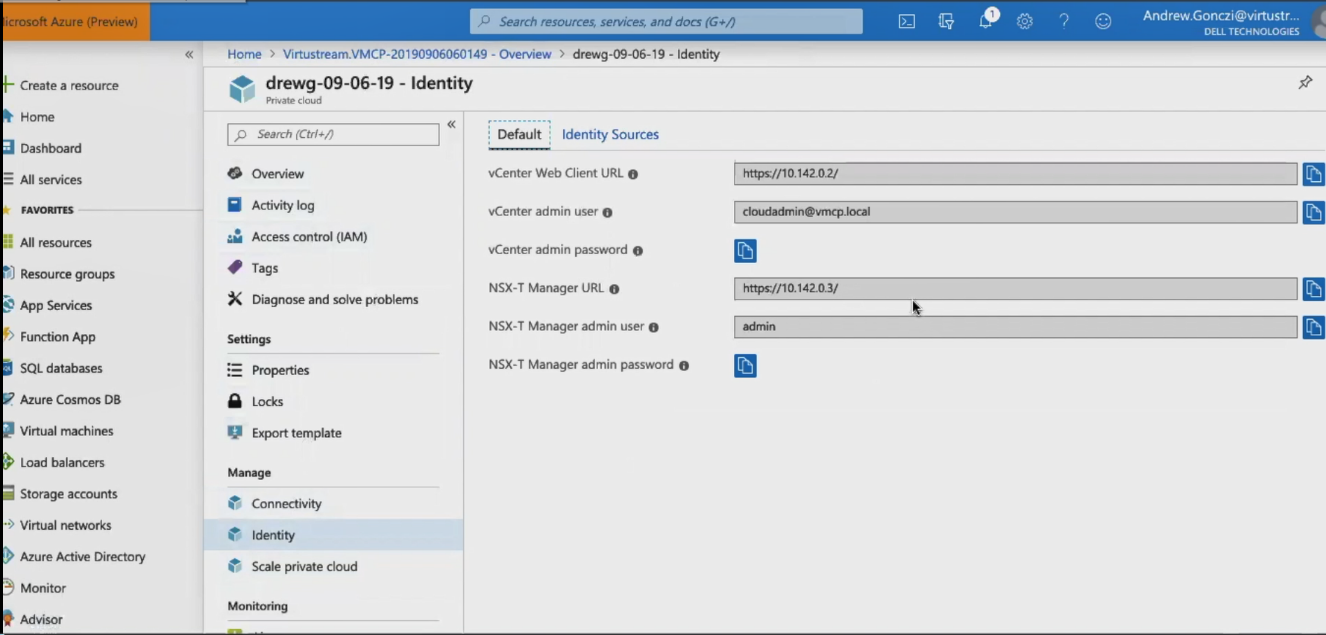 icrosoft Azure (Preview)
Search resources, services, and docs (G+/)
1
Andrew.Gonczi@virtustr...
DELL TECHNOLOGIES
Home > Virtustream.VMCP-20190906060149 - Overview > drewg-09-06-19 - Identity
Create a resource
Home
Dashboard
All services
FAVORITES
All resources
Resource groups
App Services
Function App
SQL databases
Azure Cosmos DB
Virtual machines
Load balancers
Storage accounts
Virtual networks
Azure Active Directory
Monitor
Advisor
drewg-09-06-19 - Identity
Private cloud
Search (Ctrl+/)
Overview
Activity log
Access control (IAM)
Tags
Diagnose and solve problems
Settings
Properties
Locks
Export template
Manage
Connectivity
Identity
Scale private cloud
Monitoring
Default Identity Sources
vCenter Web Client URL https://10.142.0.2/
vCenter admin user cloudadmin@vmcp.local
vCenter admin password
NSX-T Manager URL https://10.142.0.3/
NSX-T Manager admin user admin
NSX-T Manager admin password